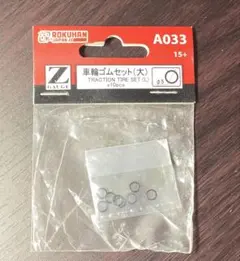 ROKUHAN
A033
15+
Z
GAUGE
車輪ゴムセット(大)
TRACTION TIRE SET (L)
×10pcs